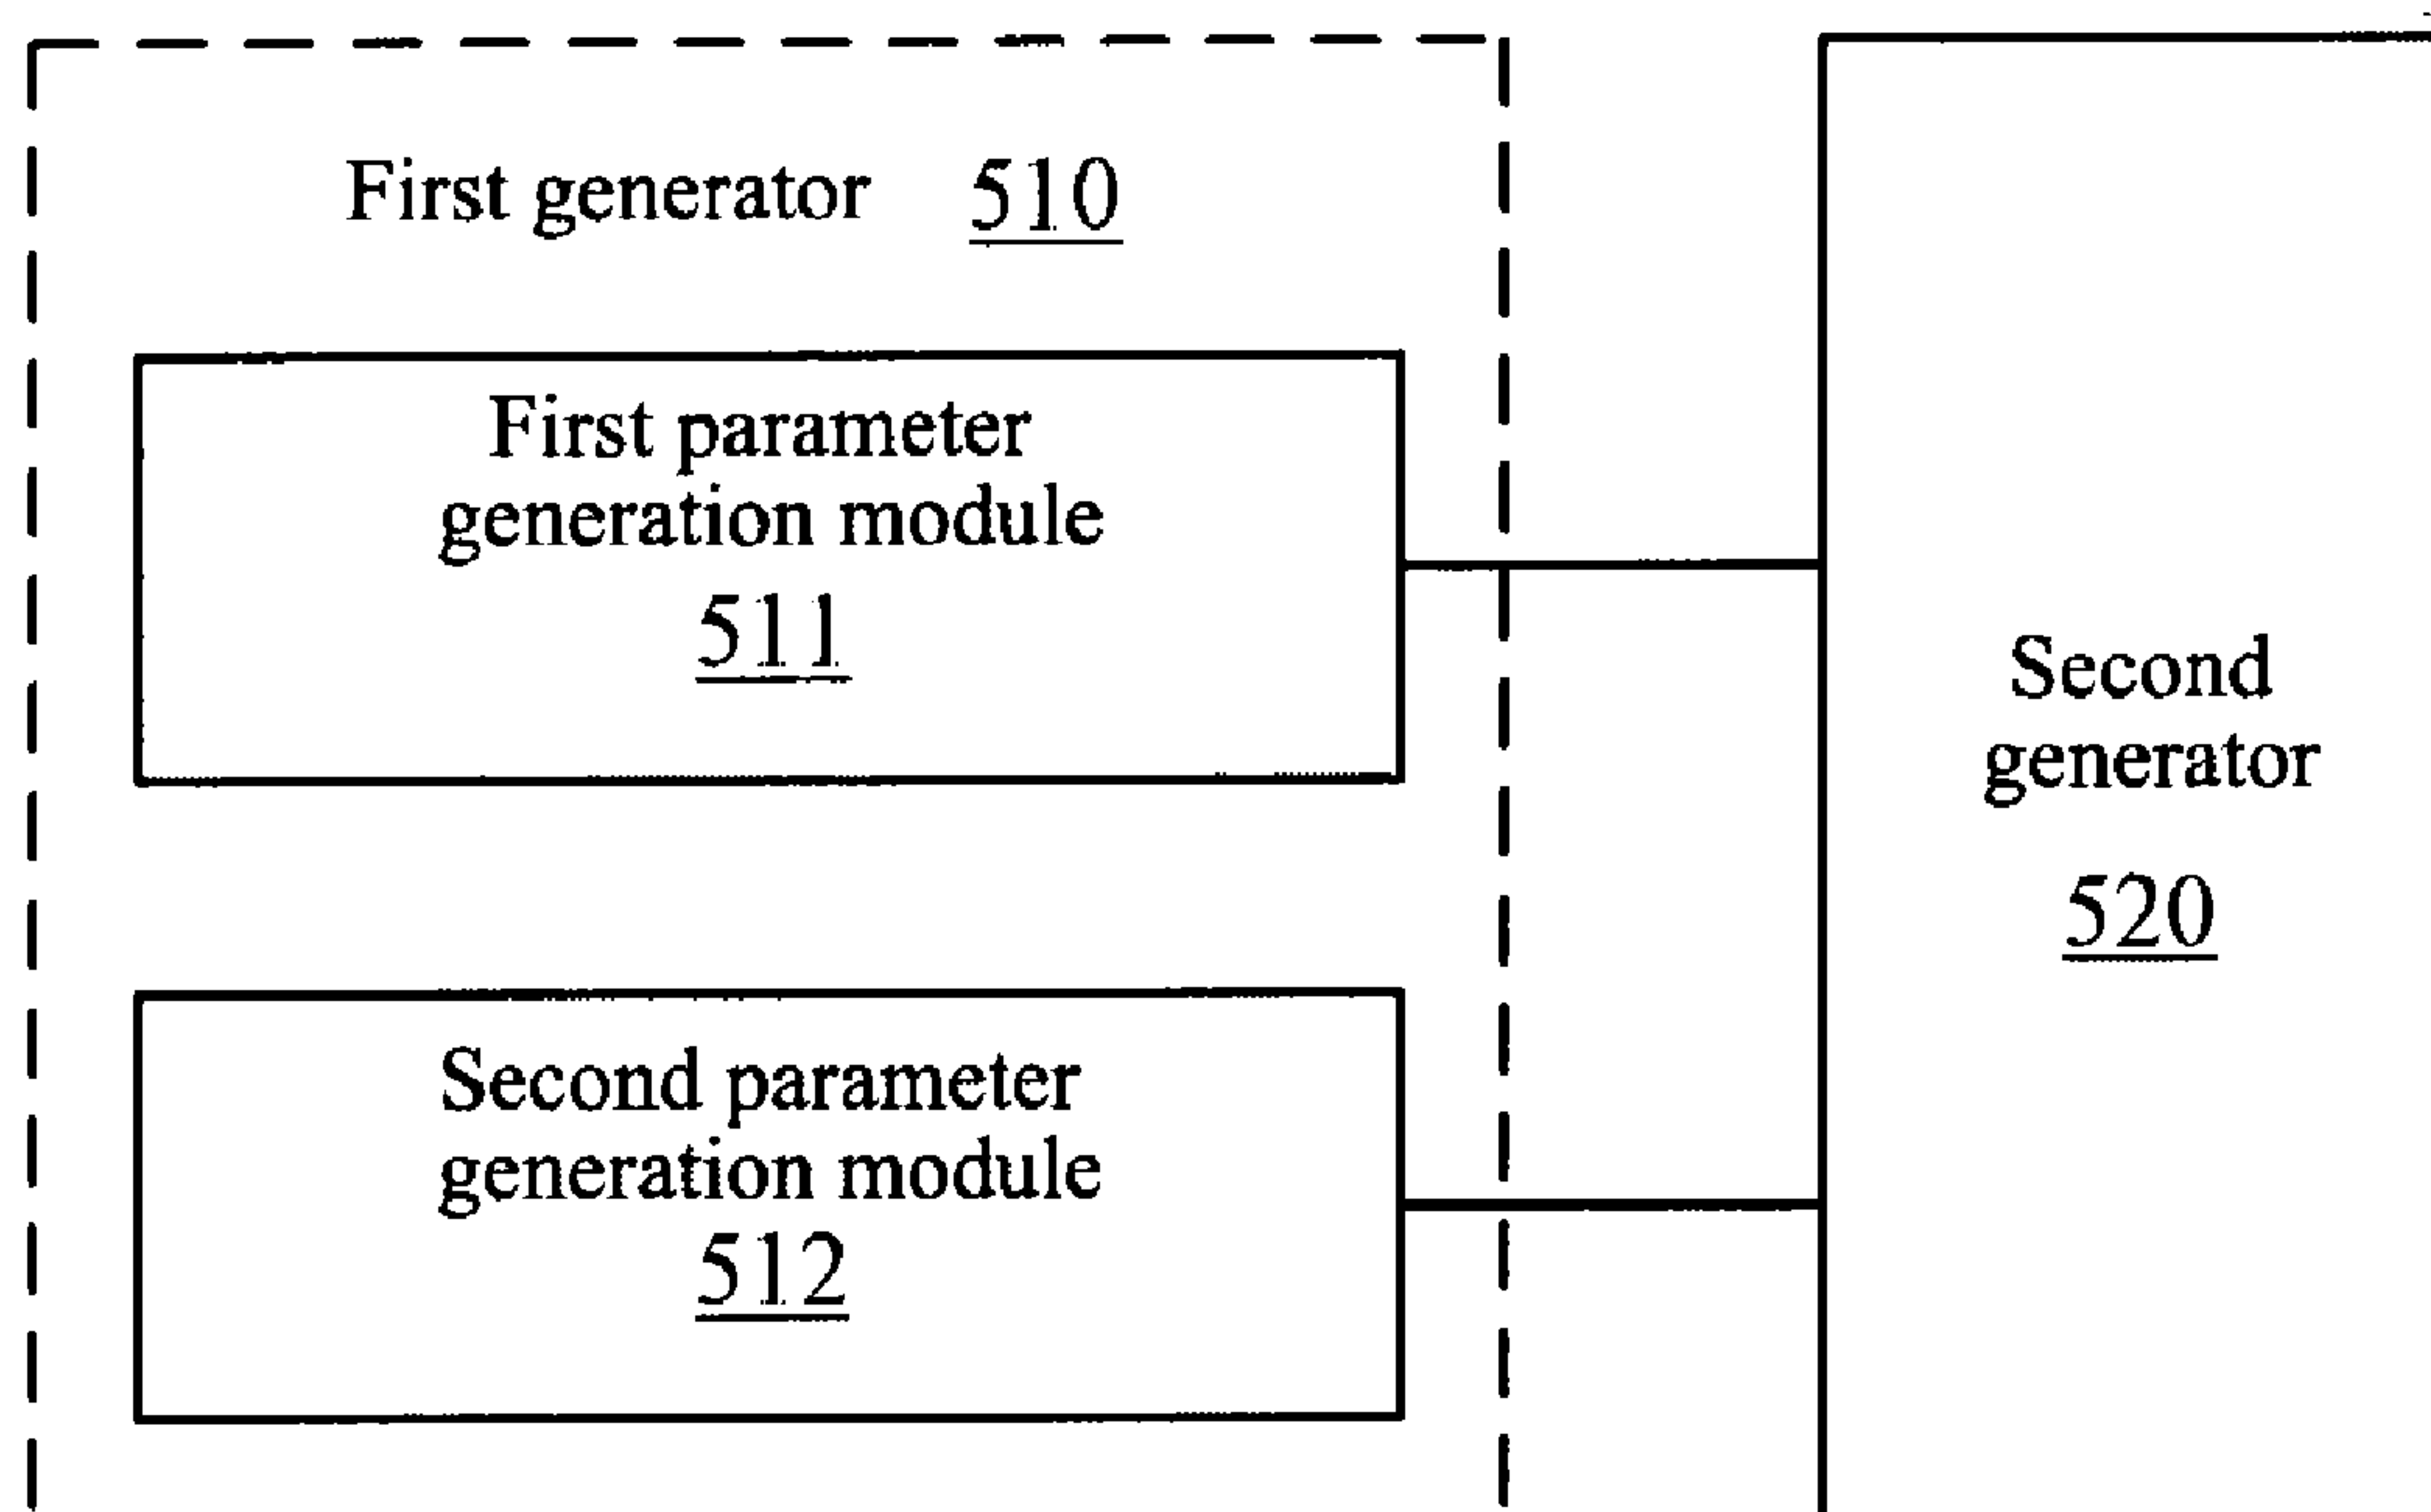 First generator 510
First parameter
generation module
511
Second parameter
generation module
512
Second
generator
520